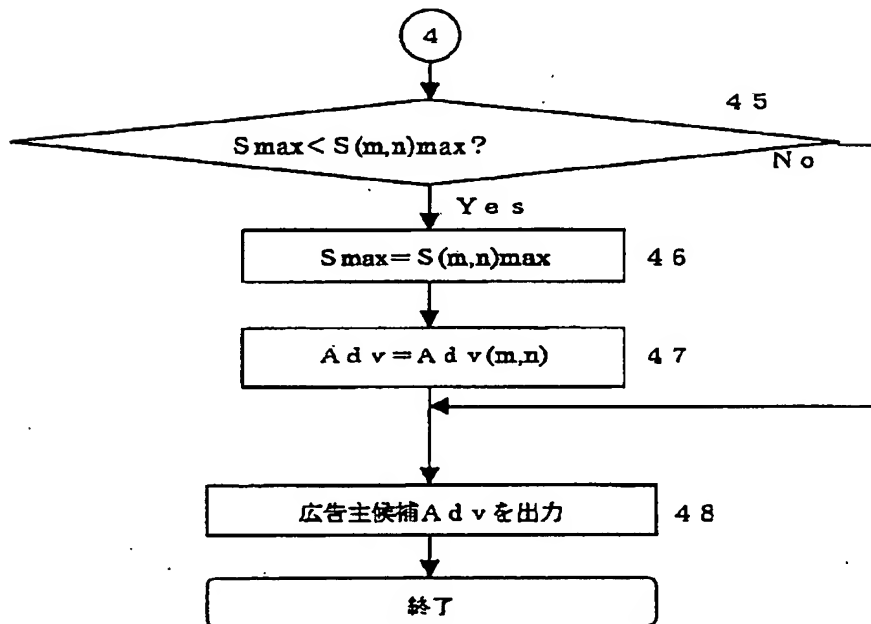 4
45
Smax<S(m,n)max?
No
Yes
Smax=S(m,n)max
46
Adv=Adv(m,n)
47
広告主候補Advを出力
48
終了